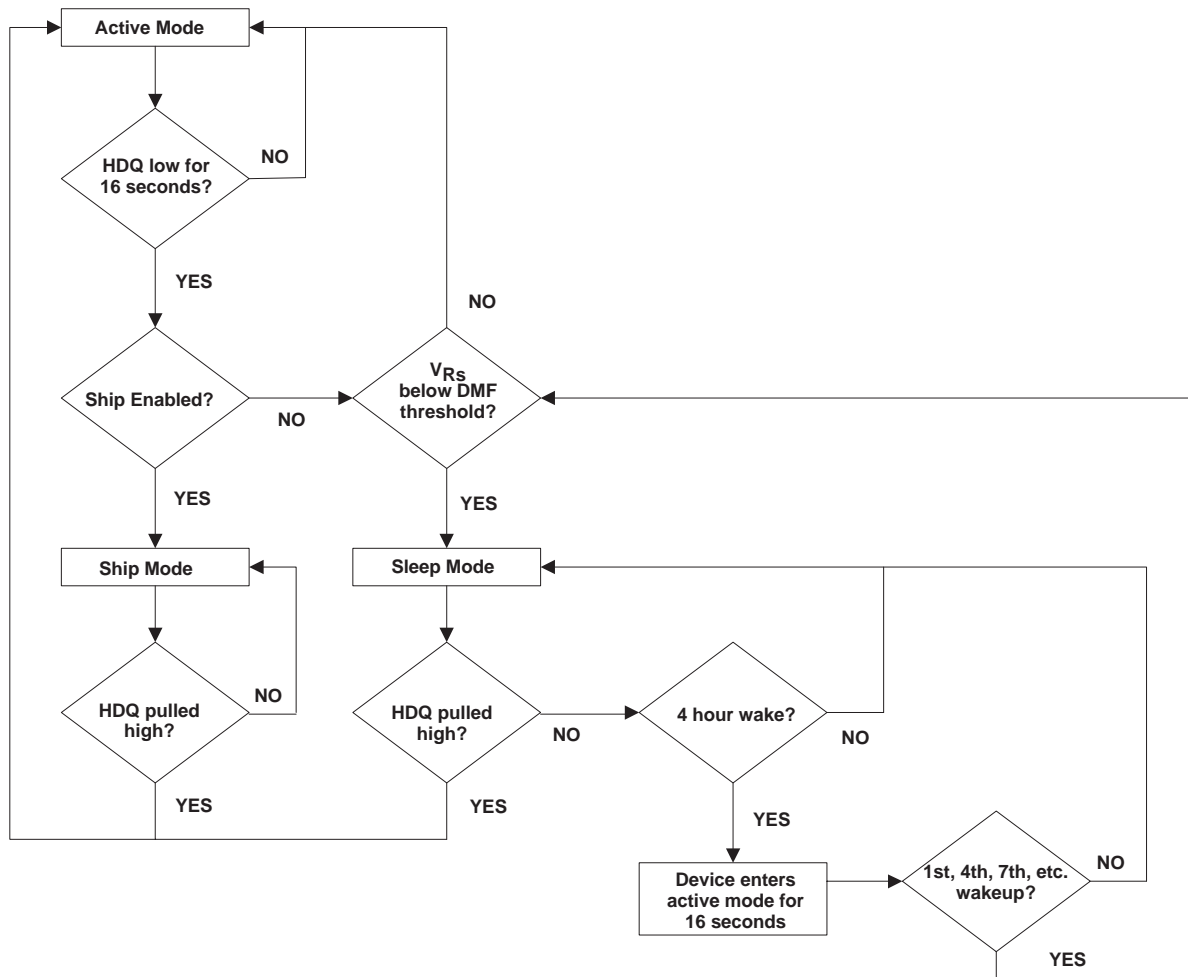 Active Mode
HDQ low for
16 seconds?
NO
YES
NO
Ship Enabled?
NO
VRs
below DMF
threshold?
YES
YES
Ship Mode
Sleep Mode
HDQ pulled
high?
NO
YES
HDQ pulled
high?
NO
YES
4 hour wake?
NO
YES
Device enters
active mode for
16 seconds
1st, 4th, 7th, etc.
wakeup?
NO
YES